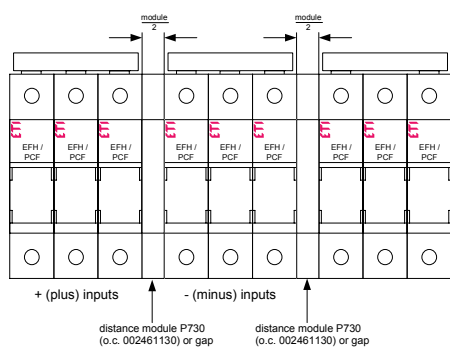 module
2
module
2
ETI ETI ETI ETI ETI ETI ETI ETI ETI
EFH / EFH / EFH / EFH / EFH / EFH / EFH / EFH / EFH /
PCF PCF PCF PCF PCF PCF PCF PCF PCF
+ (plus) inputs
- (minus) inputs
distance module P730
(o.c. 002461130) or gap
distance module P730
(o.c. 002461130) or gap